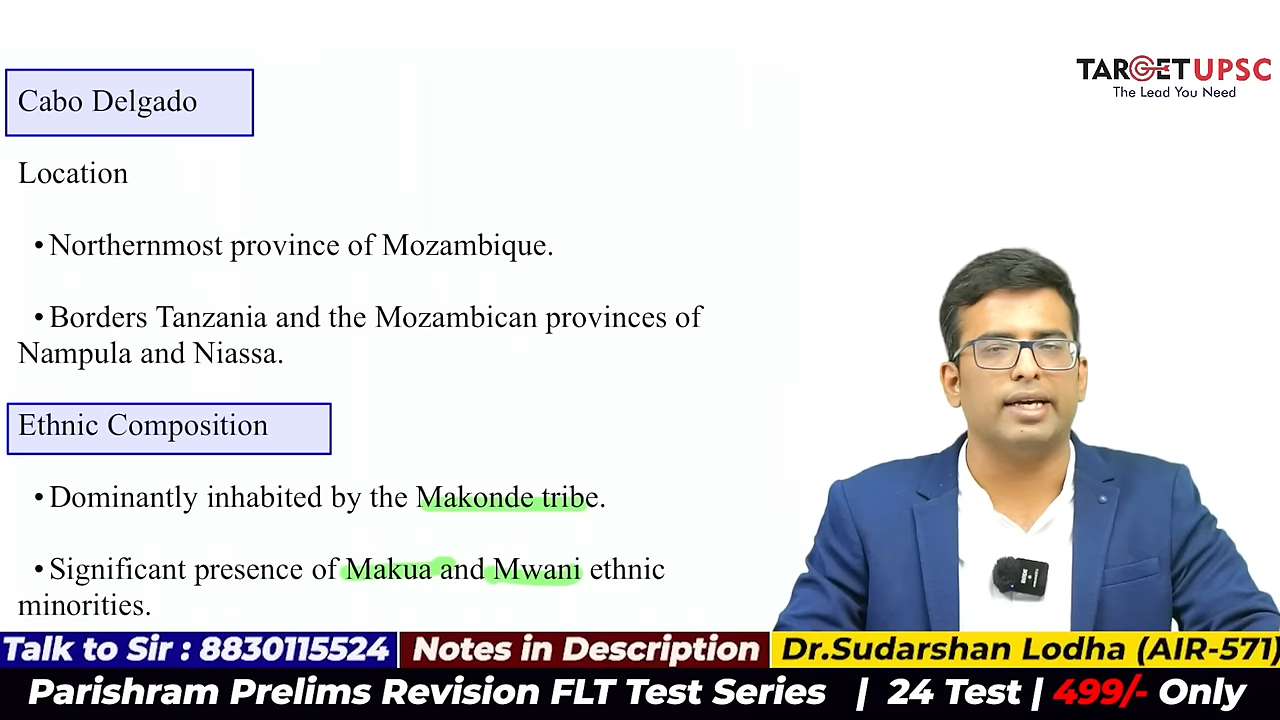 TARGET UPSC
The Lead You Need
Cabo Delgado
Location
• Northernmost province of Mozambique.
• Borders Tanzania and the Mozambican provinces of
Nampula and Niassa.
Ethnic Composition
• Dominantly inhabited by the Makonde tribe.
• Significant presence of Makua and Mwani ethnic
minorities.
Talk to Sir : 8830115524 Notes in Description Dr.Sudarshan Lodha (AIR-571)
Parishram Prelims Revision FLT Test Series | 24 Test | 499/- Only